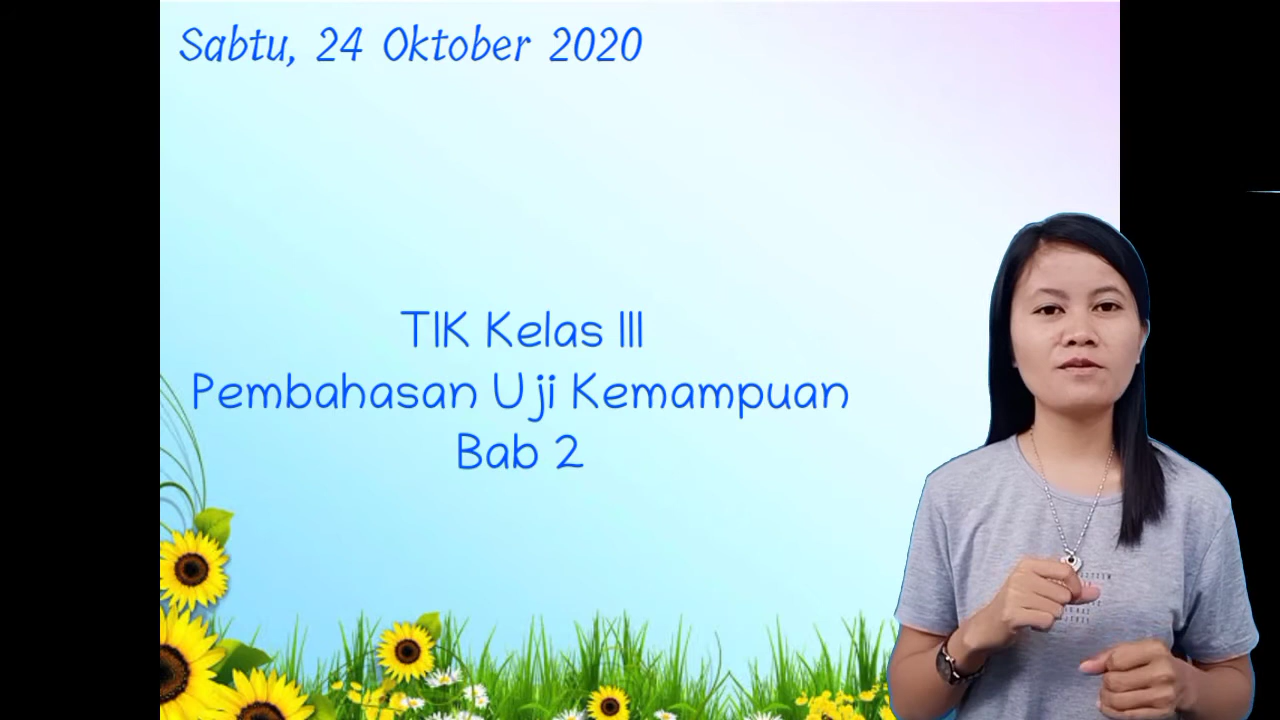 Sabtu, 24 Oktober 2020
TIK Kelas III
Pembahasan Uji Kemampuan
Bab 2